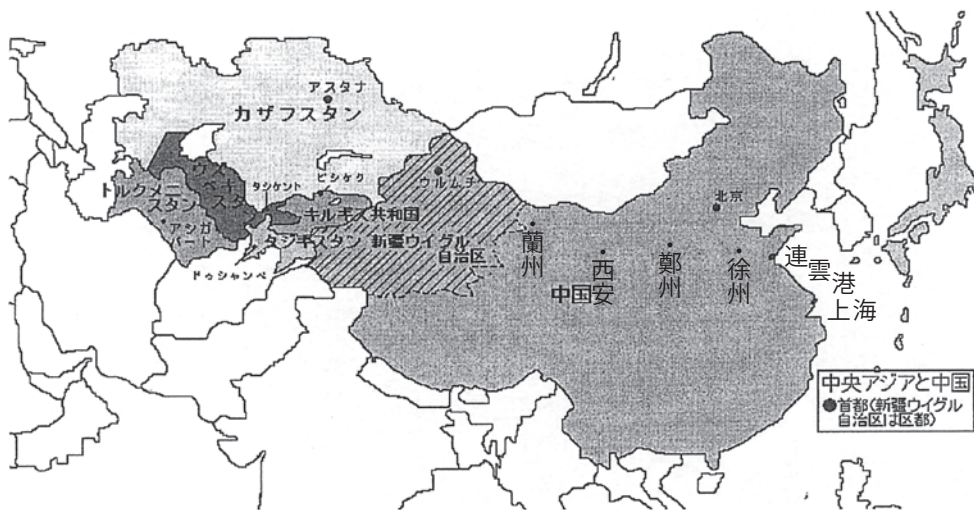 アスタナ
カザフスタン
ウルムチ
ビシケク
タシケント
ウズ
ベキ
スタン
トルクメニ
スタン
キルギス共和国
アシガ
バート
タジキスタン
新疆ウイグル
自治区
ドゥシャンベ
北京
蘭州
西安
鄭州
徐州
連雲港
上海
中国
中央アジアと中国
●首都(新疆ウイグル
自治区は区都)